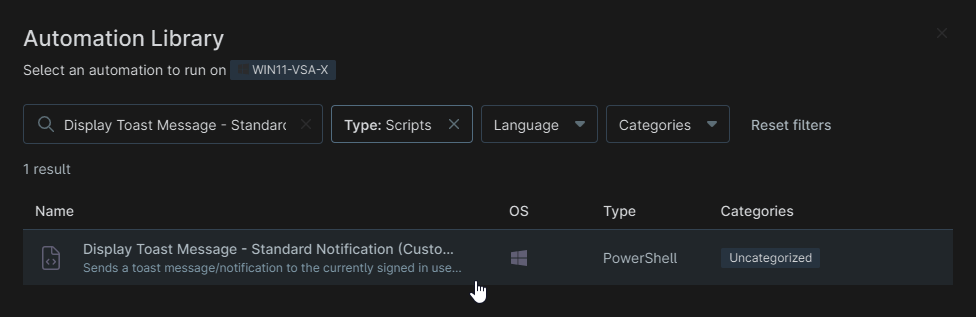 Automation Library
Select an automation to run on WIN11-VSA-X
Display Toast Message - Standard Type: Scripts Language Categories Reset filters
1 result
Name OS Type Categories
Display Toast Message - Standard Notification (Custo...
Sends a toast message/notification to the currently signed in use...
PowerShell Uncategorized